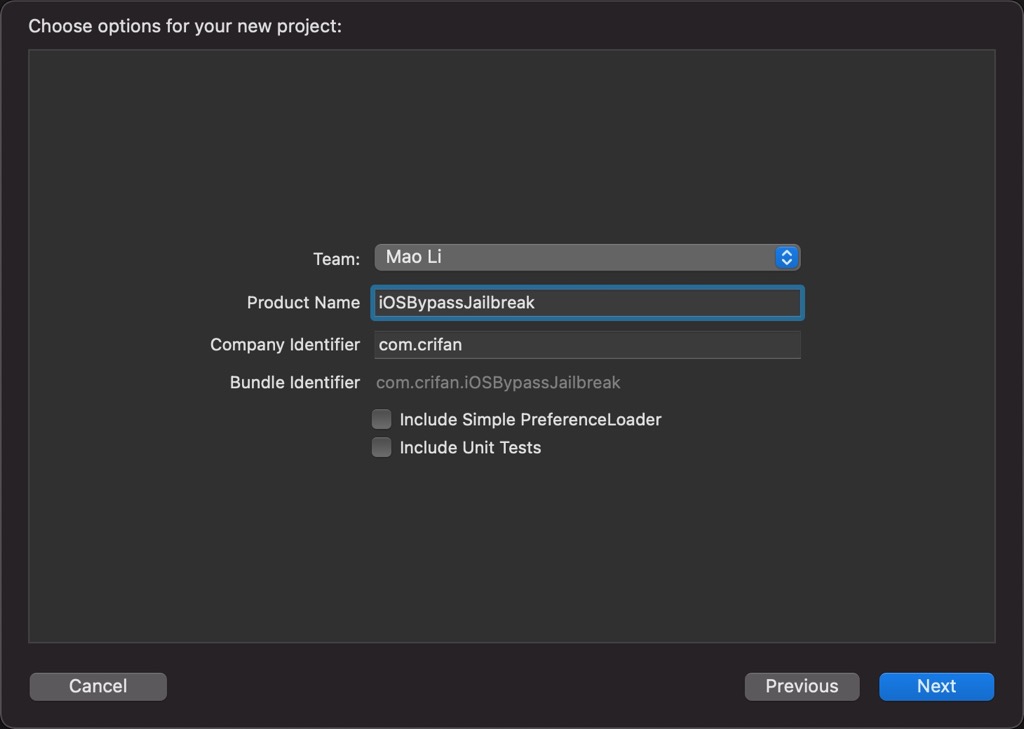 Choose options for your new project:
Team: Mao Li
Product Name iOSBypassJailbreak
Company Identifier com.crifan
Bundle Identifier com.crifan.iOSBypassJailbreak
Include Simple PreferenceLoader
Include Unit Tests
Cancel Previous Next